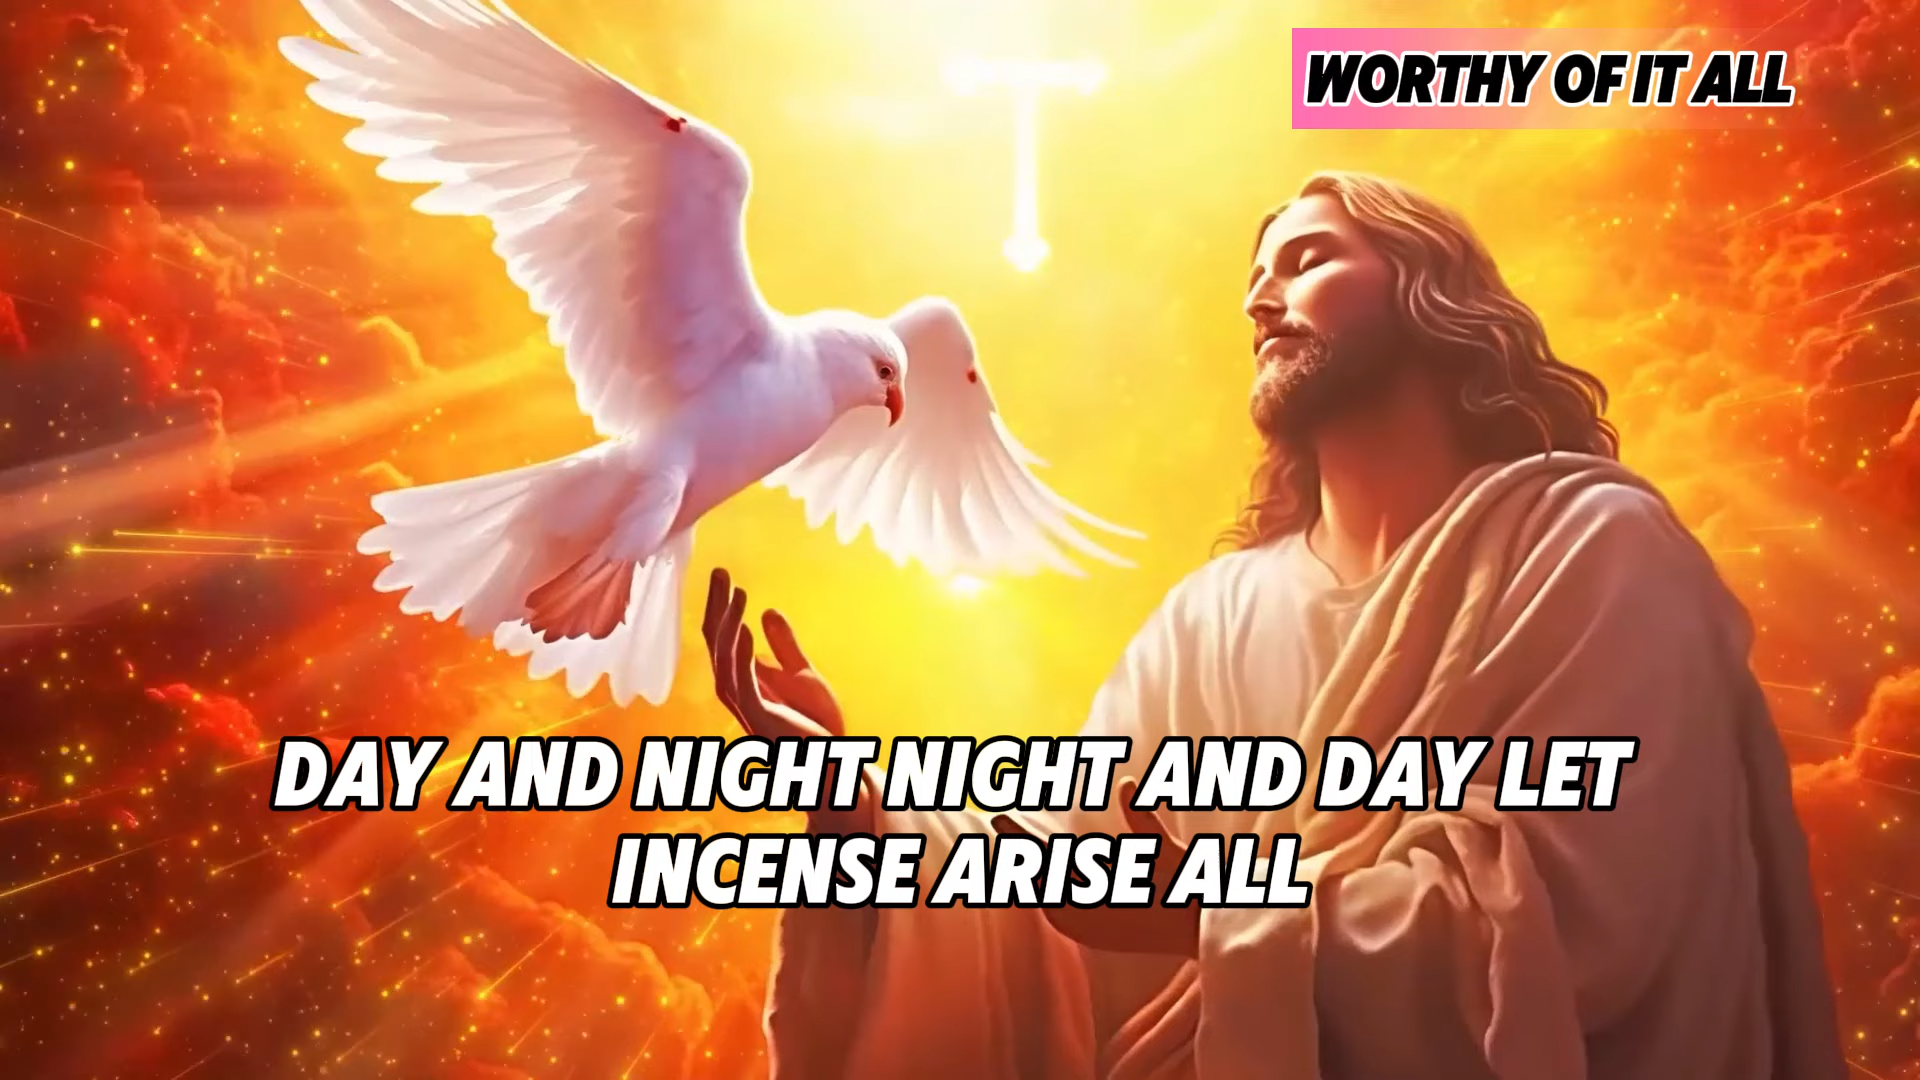 WORTHY OF IT ALL
DAY AND NIGHT NIGHT AND DAY LET
INCENSE ARISE ALL